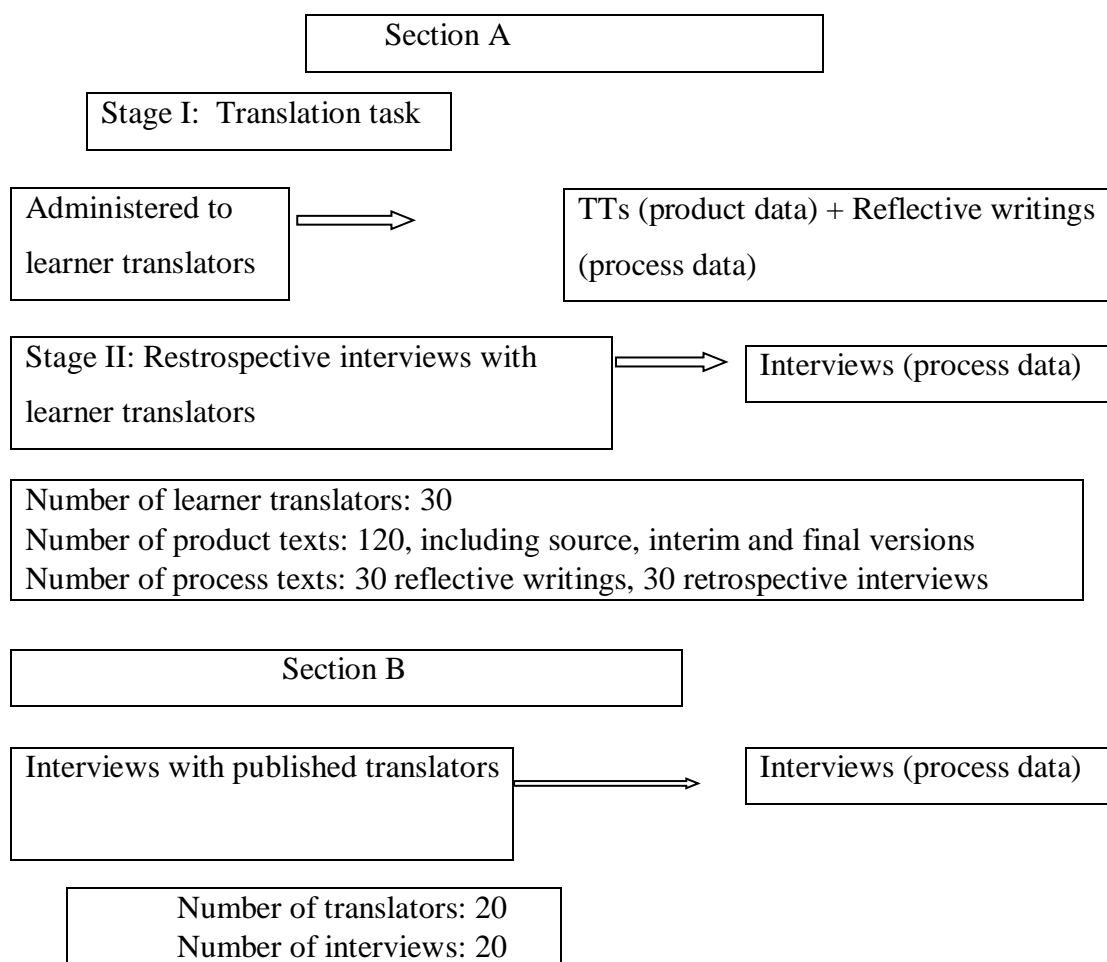 Section A
Stage I: Translation task
Administered to
learner translators
TTs (product data) + Reflective writings
(process data)
Stage II: Restrospective interviews with
learner translators
Interviews (process data)
Number of learner translators: 30
Number of product texts: 120, including source, interim and final versions
Number of process texts: 30 reflective writings, 30 retrospective interviews
Section B
Interviews with published translators
Interviews (process data)
Number of translators: 20
Number of interviews: 20